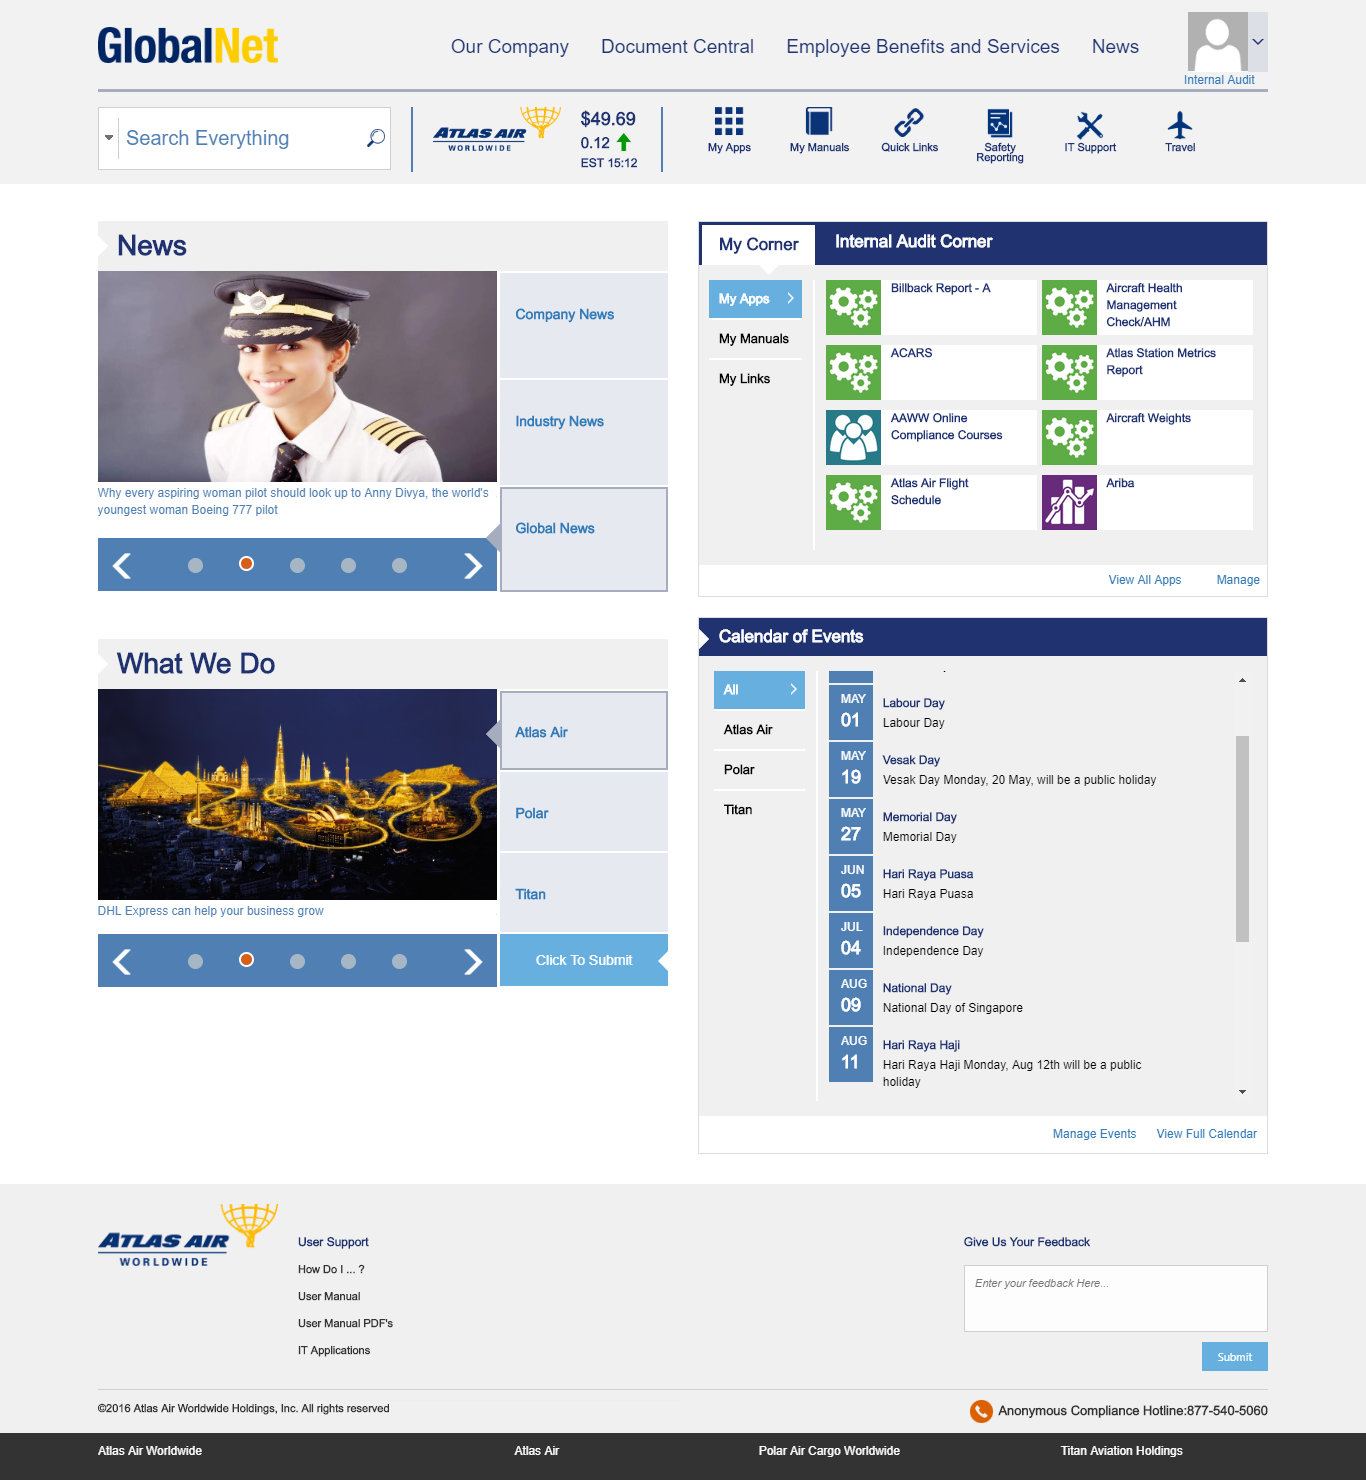 GlobalNet
Our Company
Document Central
Employee Benefits and Services
News
Internal Audit
Search Everything
ATLAS AIR
WORLDWIDE
$49.69
0.12
EST 15:12
My Apps
My Manuals
Quick Links
Safety
Reporting
IT Support
Travel
News
Company News
Industry News
Global News
Why every aspiring woman pilot should look up to Anny Divya, the world's
youngest woman Boeing 777 pilot
My Corner
Internal Audit Corner
My Apps
My Manuals
My Links
Billback Report - A
Aircraft Health
Management
Check/AHM
ACARS
Atlas Station Metrics
Report
AAWW Online
Compliance Courses
Aircraft Weights
Atlas Air Flight
Schedule
Ariba
View All Apps
Manage
What We Do
Atlas Air
Polar
Titan
DHL Express can help your business grow
Click To Submit
Calendar of Events
All
Atlas Air
Polar
Titan
MAY
01
Labour Day
Labour Day
MAY
19
Vesak Day
Vesak Day Monday, 20 May, will be a public holiday
MAY
27
Memorial Day
Memorial Day
JUN
05
Hari Raya Puasa
Hari Raya Puasa
JUL
04
Independence Day
Independence Day
AUG
09
National Day
National Day of Singapore
AUG
11
Hari Raya Haji
Hari Raya Haji Monday, Aug 12th will be a public
holiday
Manage Events
View Full Calendar
ATLAS AIR
WORLDWIDE
User Support
How Do I ... ?
User Manual
User Manual PDF's
IT Applications
Give Us Your Feedback
Enter your feedback Here...
Submit
©2016 Atlas Air Worldwide Holdings, Inc. All rights reserved
Anonymous Compliance Hotline:877-540-5060
Atlas Air Worldwide
Atlas Air
Polar Air Cargo Worldwide
Titan Aviation Holdings